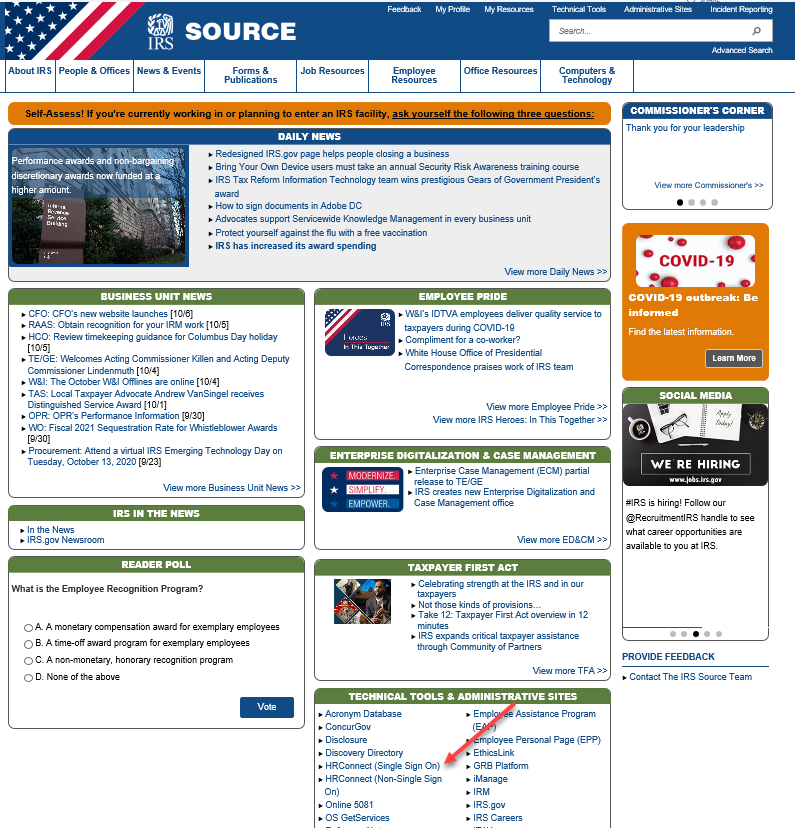 Feedback
My Profile
My Resources
Technical Tools
Administrative Sites
Incident Reporting
IRS
SOURCE
Search...
Advanced Search
About IRS
People & Offices
News & Events
Forms &
Publications
Job Resources
Employee
Resources
Office Resources
Computers &
Technology
Self-Assess! If you're currently working in or planning to enter an IRS facility, ask yourself the following three questions:
DAILY NEWS
Performance awards and non-bargaining
discretionary awards now funded at a
higher amount.
Internal
Revenue
Service
Building
Redesigned IRS.gov page helps people closing a business
Bring Your Own Device users must take an annual Security Risk Awareness training course
IRS Tax Reform Information Technology team wins prestigious Gears of Government President's
award
How to sign documents in Adobe DC
Advocates support Servicewide Knowledge Management in every business unit
Protect yourself against the flu with a free vaccination
IRS has increased its award spending
View more Daily News >>
BUSINESS UNIT NEWS
CFO: CFO's new website launches [10/6]
RAAS: Obtain recognition for your IRM work [10/5]
HCO: Review timekeeping guidance for Columbus Day holiday
[10/5]
TE/GE: Welcomes Acting Commissioner Killen and Acting Deputy
Commissioner Lindenmuth [10/4]
W&I: The October W&I Offlines are online [10/4]
TAS: Local Taxpayer Advocate Andrew VanSingel receives
Distinguished Service Award [10/1]
OPR: OPR's Performance Information [9/30]
WO: Fiscal 2021 Sequestration Rate for Whistleblower Awards
[9/30]
Procurement: Attend a virtual IRS Emerging Technology Day on
Tuesday, October 13, 2020 [9/23]
View more Business Unit News >>
IRS IN THE NEWS
In the News
IRS.gov Newsroom
READER POLL
What is the Employee Recognition Program?
A. A monetary compensation award for exemplary employees
B. A time-off award program for exemplary employees
C. A non-monetary, honorary recognition program
D. None of the above
Vote
EMPLOYEE PRIDE
IRS
Heroes
In This Together
W&I's IDTVA employees deliver quality service to
taxpayers during COVID-19
Compliment for a co-worker?
White House Office of Presidential
Correspondence praises work of IRS team
View more Employee Pride >>
View more IRS Heroes: In This Together >>
ENTERPRISE DIGITALIZATION & CASE MANAGEMENT
MODERNIZE.
SIMPLIFY.
EMPOWER.
Enterprise Case Management (ECM) partial
release to TE/GE
IRS creates new Enterprise Digitalization and
Case Management office
View more ED&CM >>
TAXPAYER FIRST ACT
Celebrating strength at the IRS and in our
taxpayers
Not those kinds of provisions...
Take 12: Taxpayer First Act overview in 12
minutes
IRS expands critical taxpayer assistance
through Community of Partners
View more TFA >>
TECHNICAL TOOLS & ADMINISTRATIVE SITES
Acronym Database
ConcurGov
Disclosure
Discovery Directory
HRConnect (Single Sign On)
HRConnect (Non-Single Sign
On)
Online 5081
OS GetServices
Employee Assistance Program
(EAP)
Employee Personal Page (EPP)
EthicsLink
GRB Platform
iManage
IRM
IRS.gov
IRS Careers
COMMISSIONER'S CORNER
Thank you for your leadership
View more Commissioner's >>
COVID-19
COVID-19 outbreak: Be
informed
Find the latest information.
Learn More
SOCIAL MEDIA
Apply
Today!
WE'RE HIRING
www.jobs.irs.gov
#IRS is hiring! Follow our
@RecruitmentIRS handle to see
what career opportunities are
available to you at IRS.
PROVIDE FEEDBACK
Contact The IRS Source Team